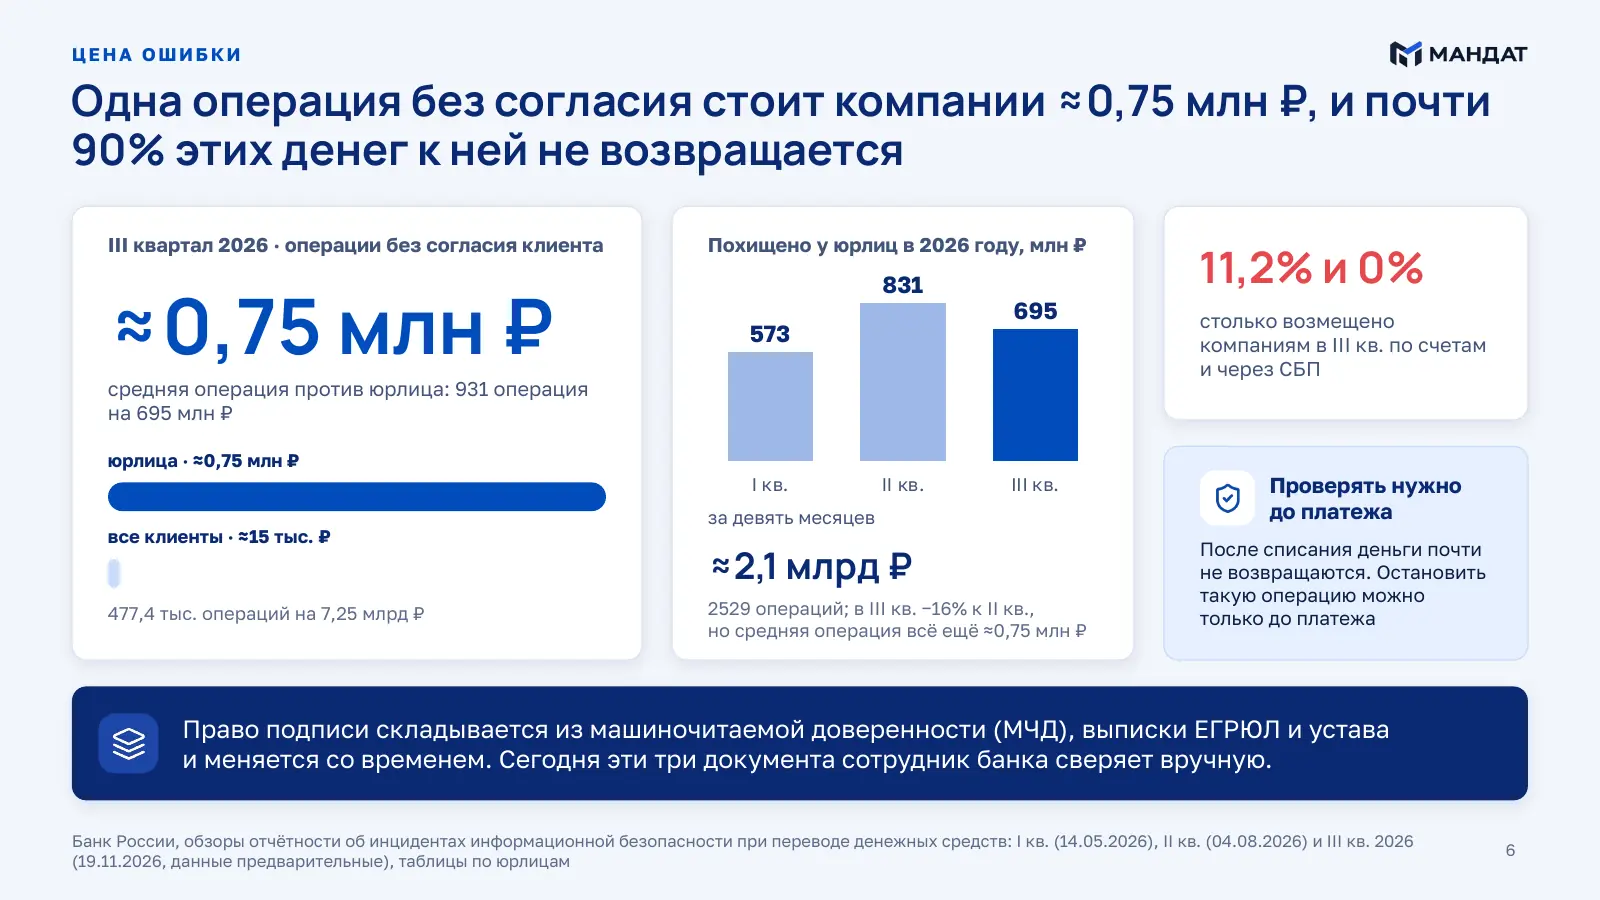 ЦЕНА ОШИБКИ
МАНДАТ
Одна операция без согласия стоит компании ≈0,75 млн ₽, и почти
90% этих денег к ней не возвращается
III квартал 2026 · операции без согласия клиента
≈0,75 млн ₽
средняя операция против юрлица: 931 операция
на 695 млн ₽
юрлица · ≈0,75 млн ₽
все клиенты · ≈15 тыс. ₽
477,4 тыс. операций на 7,25 млрд ₽
Похищено у юрлиц в 2026 году, млн ₽
573
831
695
I кв.
II кв.
III кв.
за девять месяцев
≈2,1 млрд ₽
2529 операций; в III кв. −16% к II кв.,
но средняя операция всё ещё ≈0,75 млн ₽
11,2% и 0%
столько возмещено
компаниям в III кв. по счетам
и через СБП
Проверять нужно
до платежа
После списания деньги почти
не возвращаются. Остановить
такую операцию можно
только до платежа
Право подписи складывается из машиночитаемой доверенности (МЧД), выписки ЕГРЮЛ и устава
и меняется со временем. Сегодня эти три документа сотрудник банка сверяет вручную.
Банк России, обзоры отчётности об инцидентах информационной безопасности при переводе денежных средств: I кв. (14.05.2026), II кв. (04.08.2026) и III кв. 2026
(19.11.2026, данные предварительные), таблицы по юрлицам
6